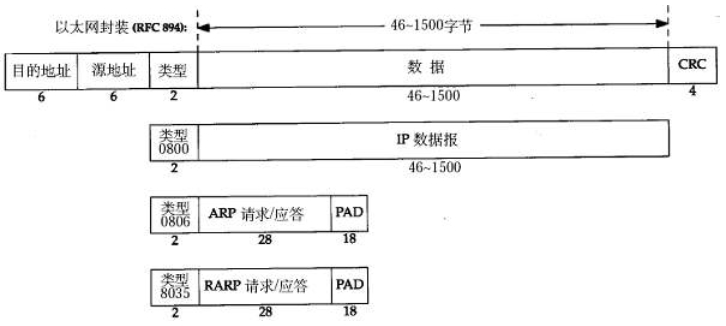 以太网封装(RFC 894):
46~1500字节
目的地址 源地址 类型 数 据 CRC
6 6 2 46~1500 4
类型
0800
IP 数据报
2 46~1500
类型
0806
ARP 请求/应答 PAD
2 28 18
类型
8035
RARP 请求/应答 PAD
2 28 18